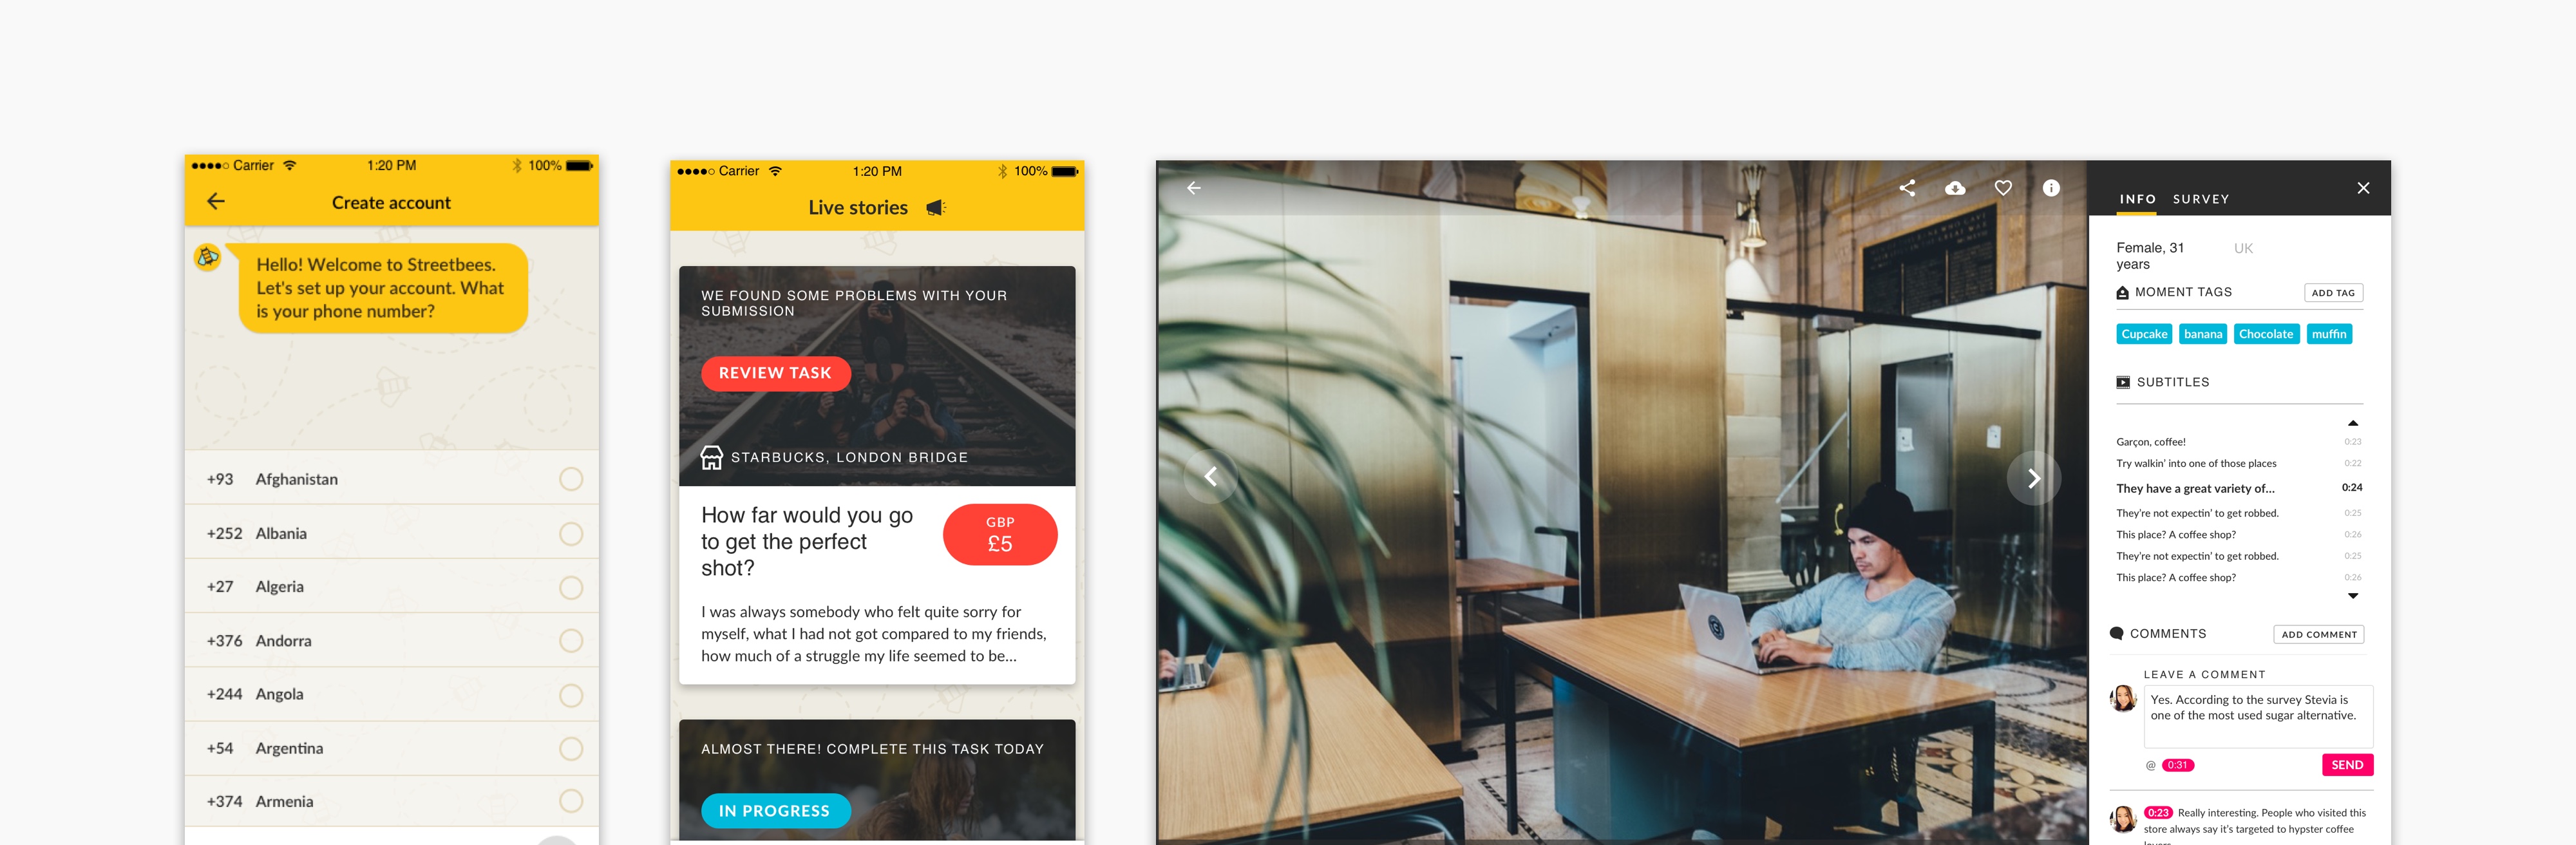 Carrier 1:20 PM 100%
Create account
Hello! Welcome to Streetbees.
Let's set up your account. What
is your phone number?
+93 Afghanistan
+252 Albania
+27 Algeria
+376 Andorra
+244 Angola
+54 Argentina
+374 Armenia
Carrier 1:20 PM 100%
Live stories
WE FOUND SOME PROBLEMS WITH YOUR
SUBMISSION
REVIEW TASK
STARBUCKS, LONDON BRIDGE
How far would you go
to get the perfect
shot?
GBP
£5
I was always somebody who felt quite sorry for
myself, what I had not got compared to my friends,
how much of a struggle my life seemed to be...
ALMOST THERE! COMPLETE THIS TASK TODAY
IN PROGRESS
INFO SURVEY
Female, 31
years
UK
MOMENT TAGS ADD TAG
Cupcake banana Chocolate muffin
SUBTITLES
Garçon, coffee! 0:23
Try walkin' into one of those places 0:22
They have a great variety of... 0:24
They're not expectin' to get robbed. 0:25
This place? A coffee shop? 0:26
They're not expectin' to get robbed. 0:25
This place? A coffee shop? 0:26
COMMENTS ADD COMMENT
LEAVE A COMMENT
Yes. According to the survey Stevia is
one of the most used sugar alternative.
@ 0:31 SEND
0:23 Really interesting. People who visited this
store always say it's targeted to hypster coffee